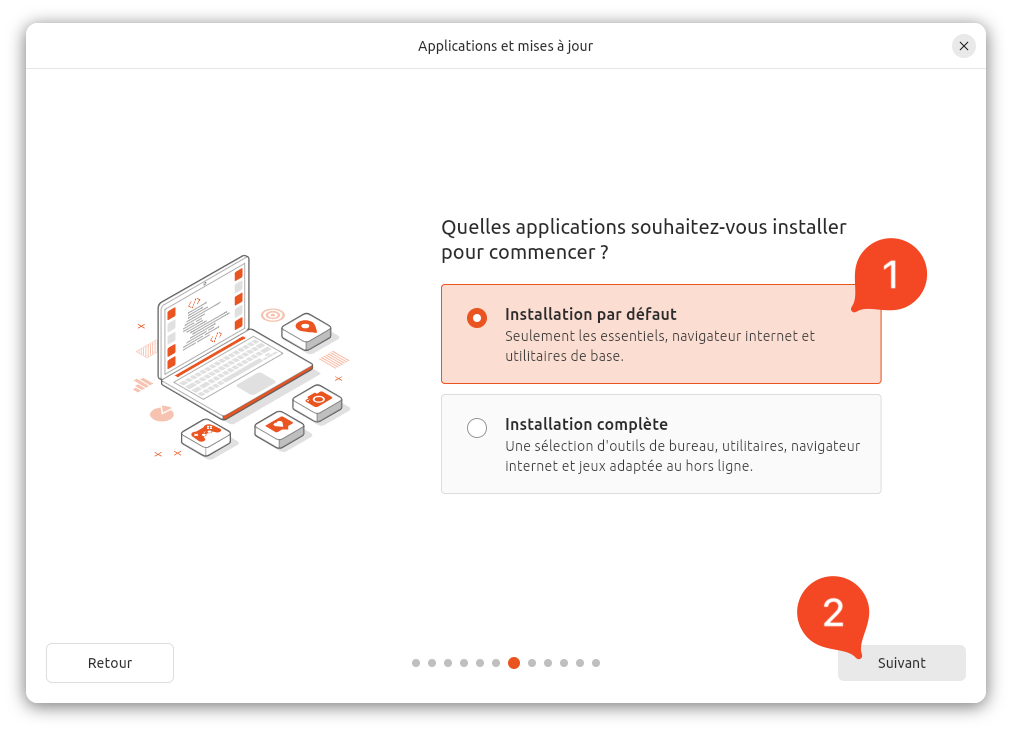 Applications et mises à jour
Quelles applications souhaitez-vous installer
pour commencer ?
1
Installation par défaut
Seulement les essentiels, navigateur internet et
utilitaires de base.
Installation complète
Une sélection d'outils de bureau, utilitaires, navigateur
internet et jeux adaptée au hors ligne.
2
Retour
Suivant